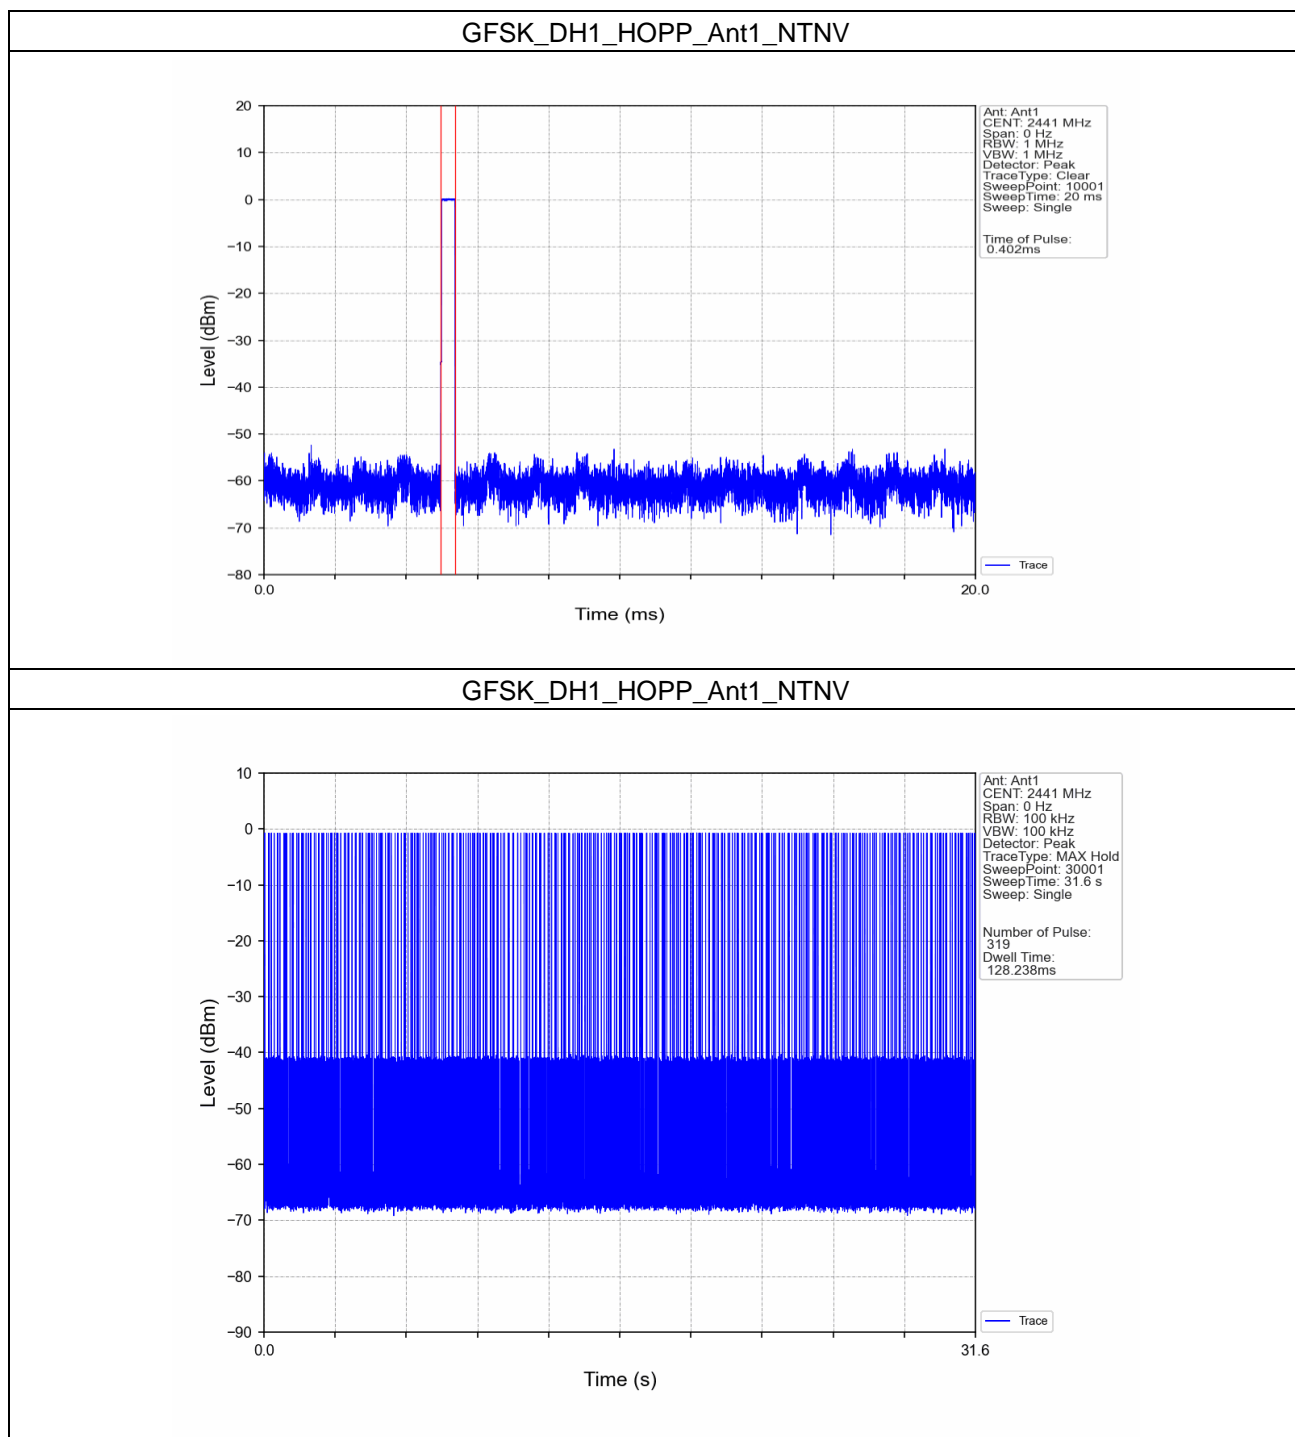 GFSK_DH1_HOPP_Ant1_NTNV
20
10
0
−10
−20
−30
−40
−50
−60
−70
−80
Level (dBm)
0.0
20.0
Time (ms)
Ant: Ant1
CENT: 2441 MHz
Span: 0 Hz
RBW: 1 MHz
VBW: 1 MHz
Detector: Peak
TraceType: Clear
SweepPoint: 10001
SweepTime: 20 ms
Sweep: Single
Time of Pulse:
0.402ms
Trace
GFSK_DH1_HOPP_Ant1_NTNV
10
0
−10
−20
−30
−40
−50
−60
−70
−80
−90
Level (dBm)
0.0
31.6
Time (s)
Ant: Ant1
CENT: 2441 MHz
Span: 0 Hz
RBW: 100 kHz
VBW: 100 kHz
Detector: Peak
TraceType: MAX Hold
SweepPoint: 30001
SweepTime: 31.6 s
Sweep: Single
Number of Pulse:
319
Dwell Time:
128.238ms
Trace